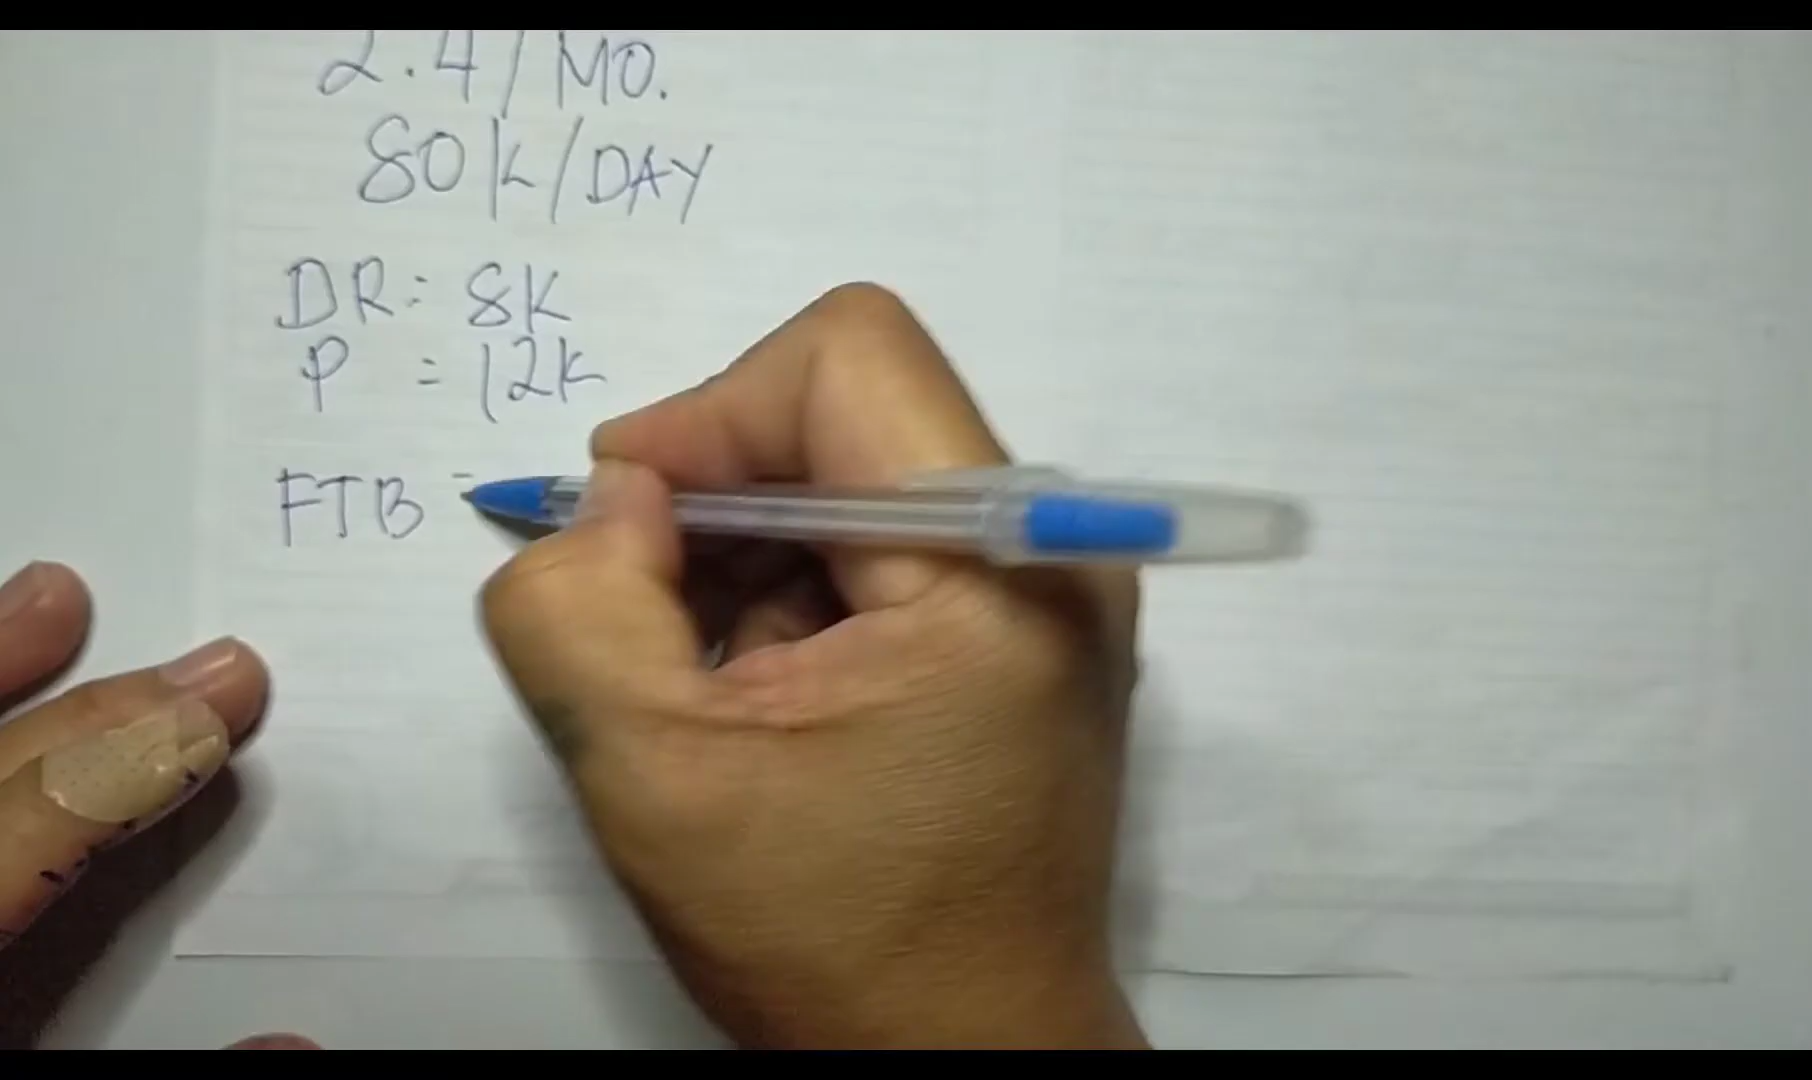 2.4/MO.
80K/DAY
DR= 8K
P = 12K
FTB =